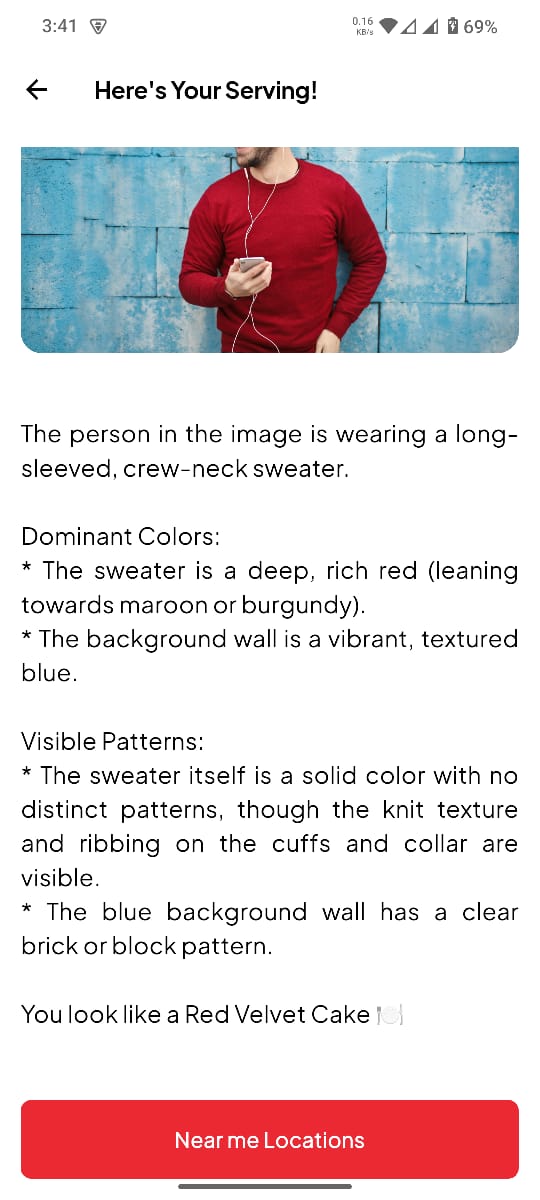 3:41
0.16
KB/s
69%
Here's Your Serving!
The person in the image is wearing a long-
sleeved, crew-neck sweater.
Dominant Colors:
* The sweater is a deep, rich red (leaning
towards maroon or burgundy).
* The background wall is a vibrant, textured
blue.
Visible Patterns:
* The sweater itself is a solid color with no
distinct patterns, though the knit texture
and ribbing on the cuffs and collar are
visible.
* The blue background wall has a clear
brick or block pattern.
You look like a Red Velvet Cake 🍽️
Near me Locations